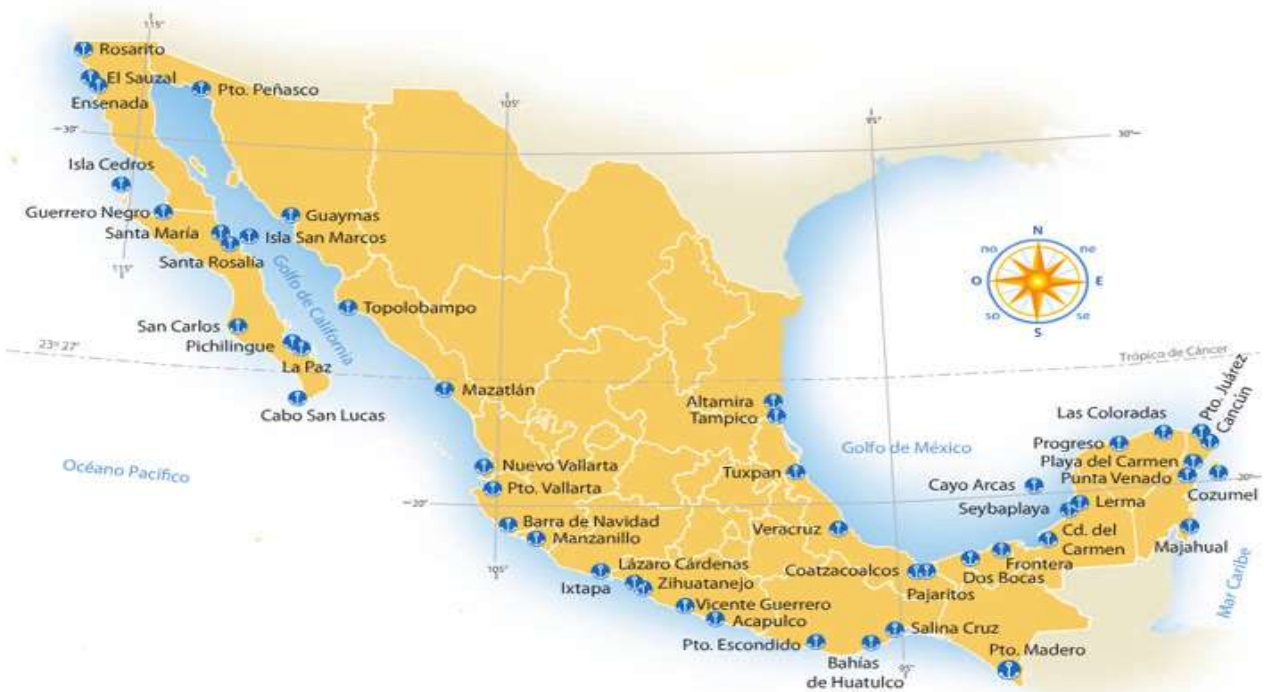 115°
Rosarito
El Sauzal
Ensenada
Pto. Peñasco
105°
95°
30°
30°
Isla Cedros
Guerrero Negro
Guaymas
Santa María
Isla San Marcos
Santa Rosalía
115°
Golfo de California
N
no
ne
O
E
so
se
S
Topolobampo
San Carlos
Pichilingue
La Paz
23° 27'
Trópico de Cáncer
Mazatlán
Cabo San Lucas
Altamira
Tampico
Las Coloradas
Pto. Juárez
Cancún
Golfo de México
Progreso
Océano Pacífico
Nuevo Vallarta
Playa del Carmen
Tuxpan
Punta Venado
Pto. Vallarta
Cayo Arcas
20°
Cozumel
20°
Lerma
Seybaplaya
Barra de Navidad
Veracruz
Manzanillo
Cd. del
Carmen
Majahual
Lázaro Cárdenas
Coatzacoalcos
Frontera
Dos Bocas
105°
Ixtapa
Zihuatanejo
Pajaritos
Mar Caribe
Vicente Guerrero
Acapulco
Salina Cruz
Pto. Escondido
Pto. Madero
Bahías
de Huatulco
95°